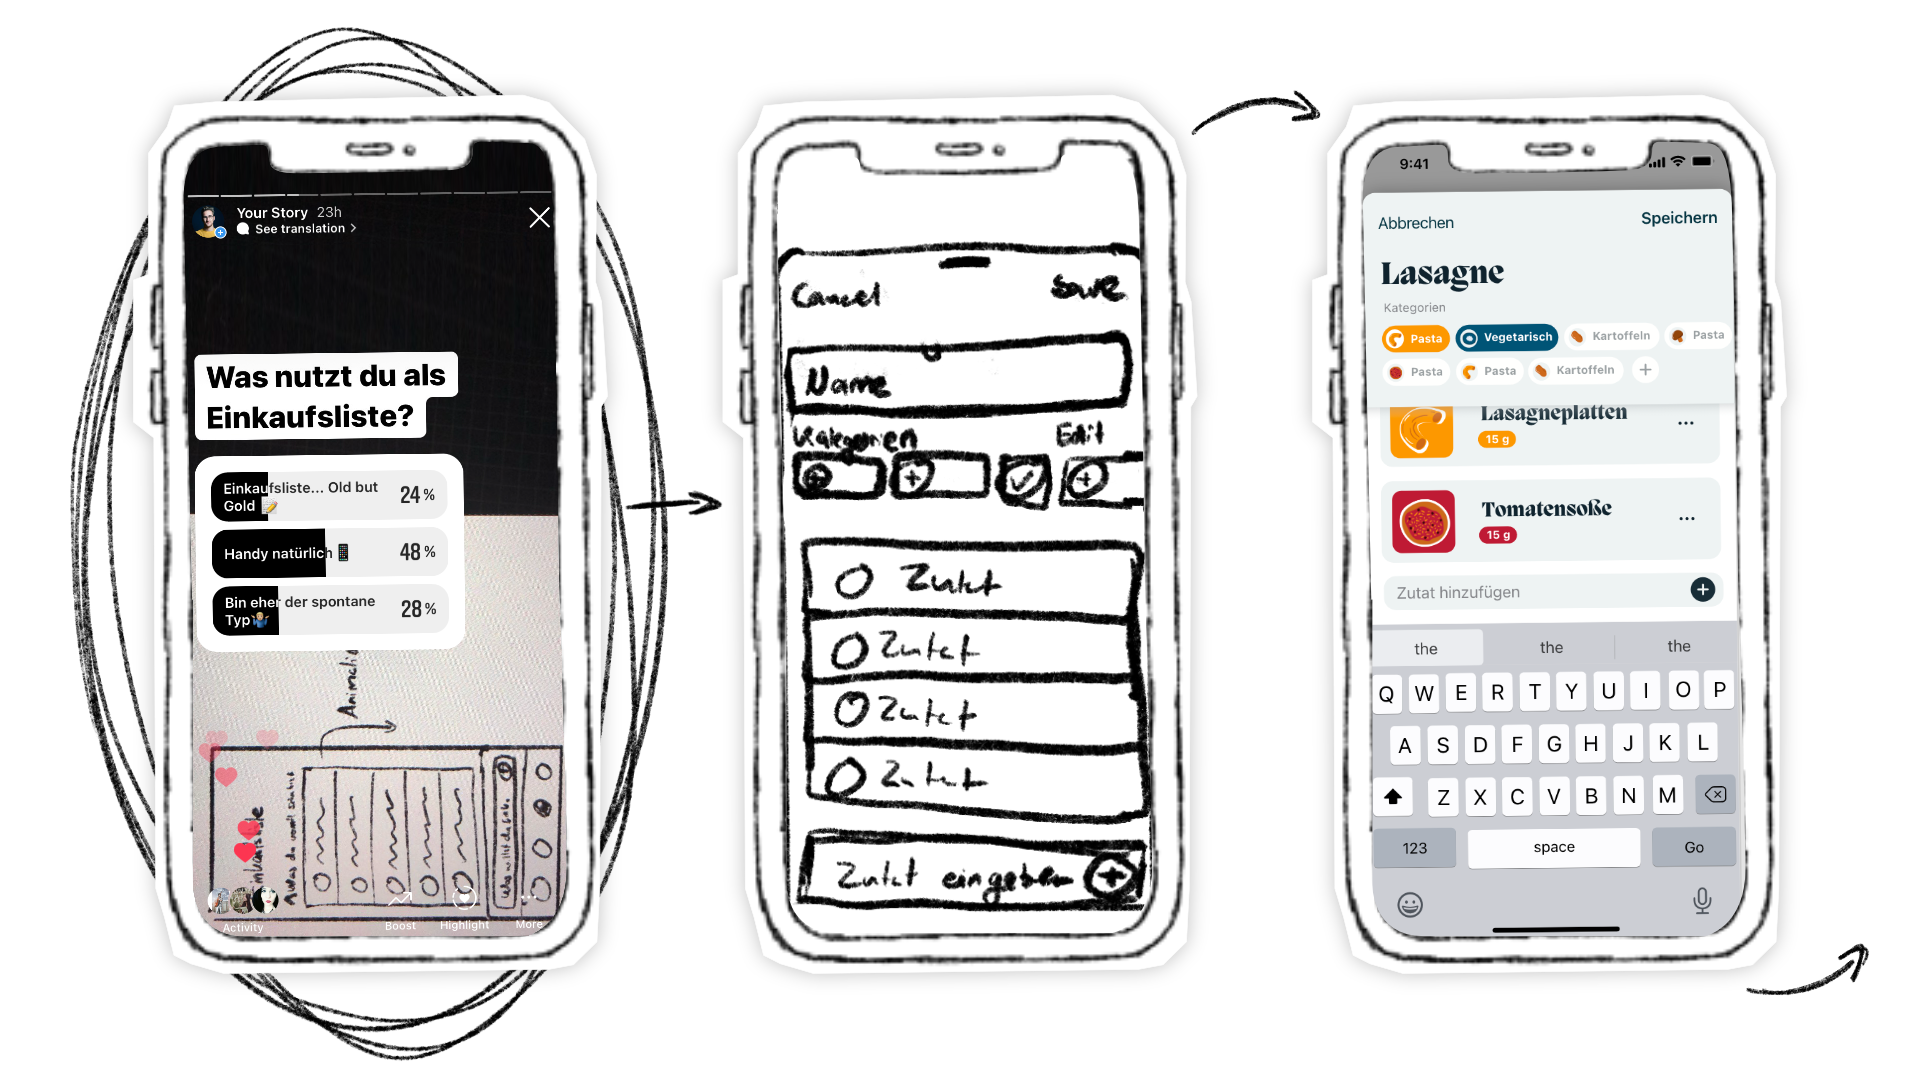 Your Story 23h
See translation >
Was nutzt du als
Einkaufsliste?
Einkaufsliste... Old but
Gold 📝
24%
Handy natürlich 📱
48%
Bin eher der spontane
Typ🤷🏼‍♂️
28%
Animatio
Activity
Boost
Highlight
More
Cancel
Save
Name
Kategorien
Edit
Zutat
Zutat
Zutat
Zutat
Zutat eingeben
9:41
Abbrechen
Speichern
Lasagne
Kategorien
Pasta
Vegetarisch
Kartoffeln
Pasta
Pasta
Pasta
Kartoffeln
+
Lasagneplatten
15 g
...
Tomatensoße
15 g
...
Zutat hinzufügen
the
the
the
Q W E R T Y U I O P
A S D F G H J K L
Z X C V B N M
123
space
Go